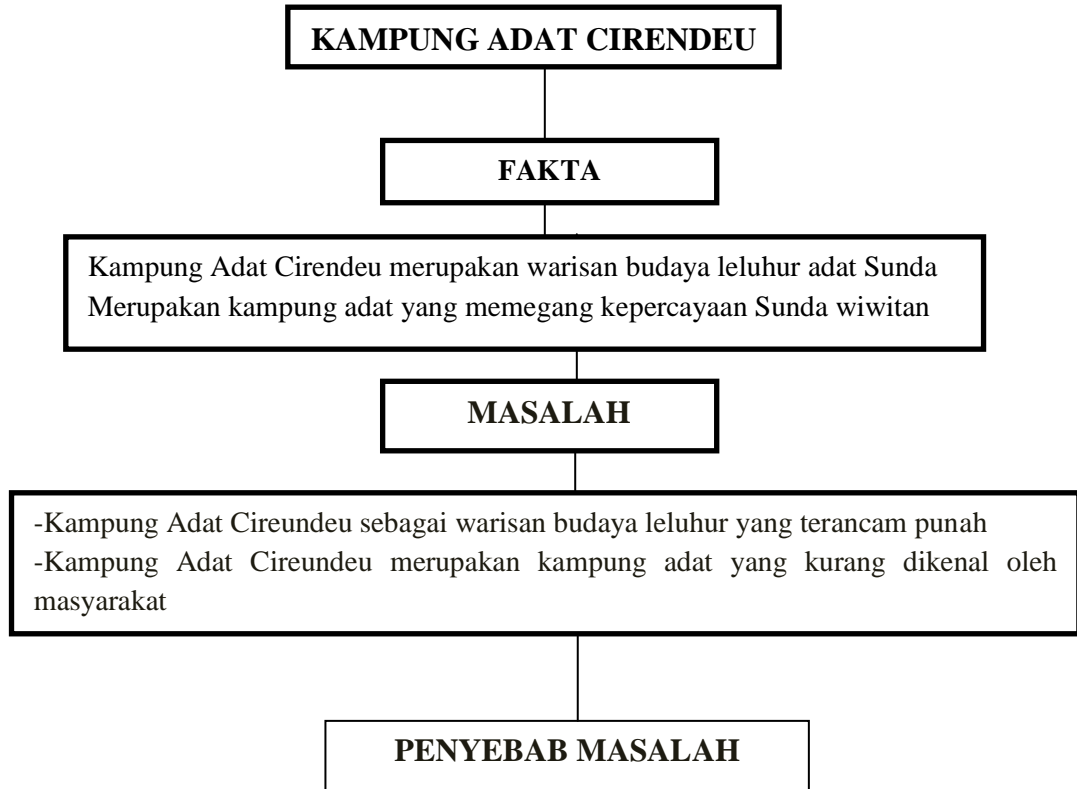 KAMPUNG ADAT CIRENDEU
FAKTA
Kampung Adat Cirendeu merupakan warisan budaya leluhur adat Sunda
Merupakan kampung adat yang memegang kepercayaan Sunda wiwitan
MASALAH
-Kampung Adat Cireundeu sebagai warisan budaya leluhur yang terancam punah
-Kampung Adat Cireundeu merupakan kampung adat yang kurang dikenal oleh
masyarakat
PENYEBAB MASALAH